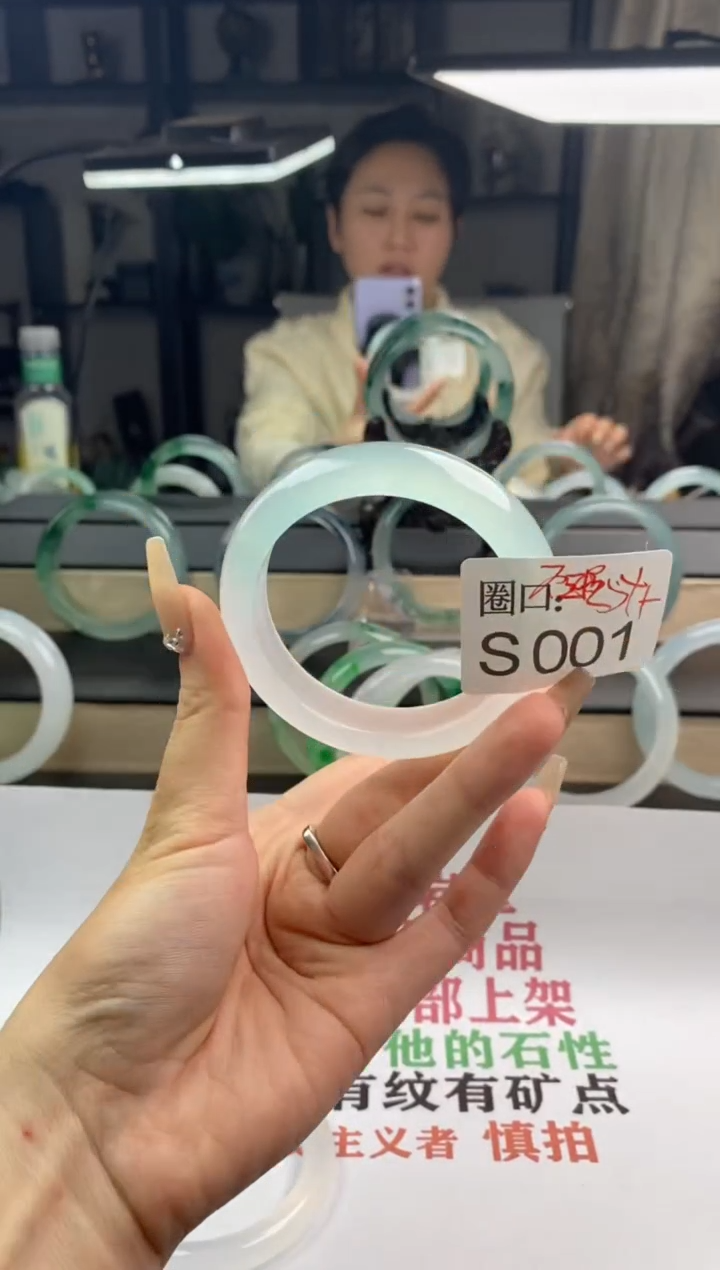 圈口:
S001
商品
部上架
他的石性
有纹有矿点
主义者 慎拍